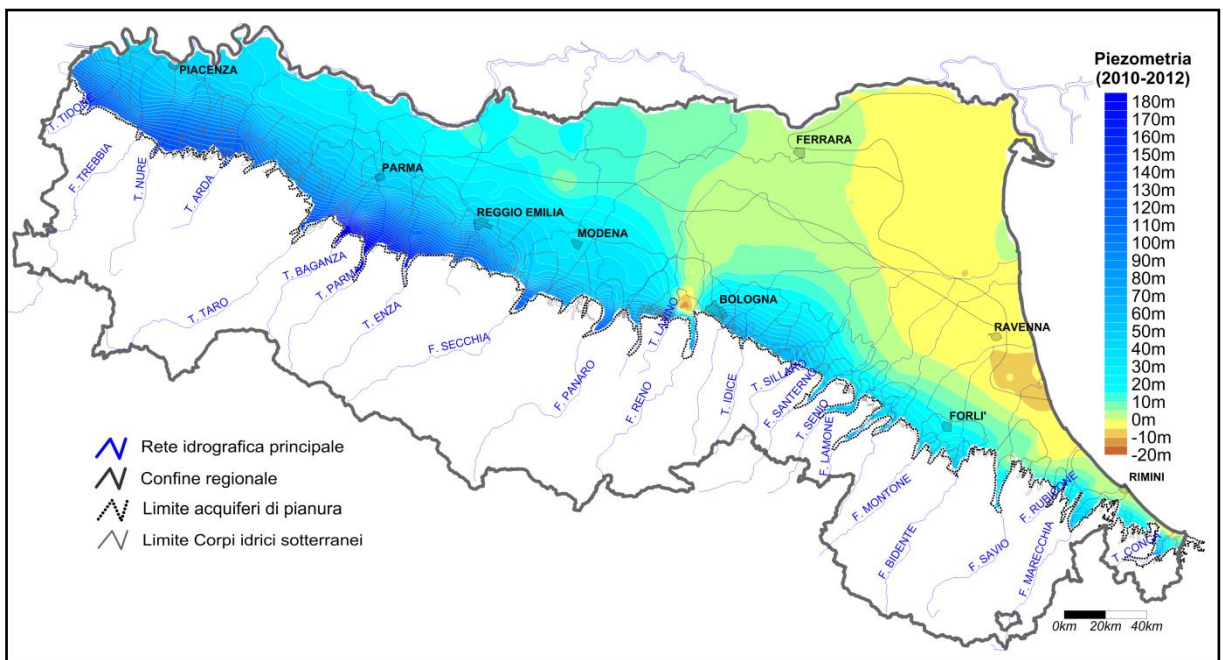 Piezometria
(2010-2012)
180m
170m
160m
150m
140m
130m
120m
110m
100m
90m
80m
70m
60m
50m
40m
30m
20m
10m
0m
-10m
-20m
PIACENZA
PARMA
REGGIO EMILIA
MODENA
BOLOGNA
FERRARA
RAVENNA
FORLI'
RIMINI
T. TIDONE
F. TREBBIA
T. NURE
T. ARDA
T. TARO
T. BAGANZA
T. PARMA
T. ENZA
F. SECCHIA
F. PANARO
T. LAVINO
F. RENO
T. IDICE
T. SILLARO
F. SANTERNO
T. SENIO
F. LAMONE
F. MONTONE
F. BIDENTE
F. SAVIO
F. RUBICONE
F. MARECCHIA
T. CONCA
Rete idrografica principale
Confine regionale
Limite acquiferi di pianura
Limite Corpi idrici sotterranei
0km 20km 40km